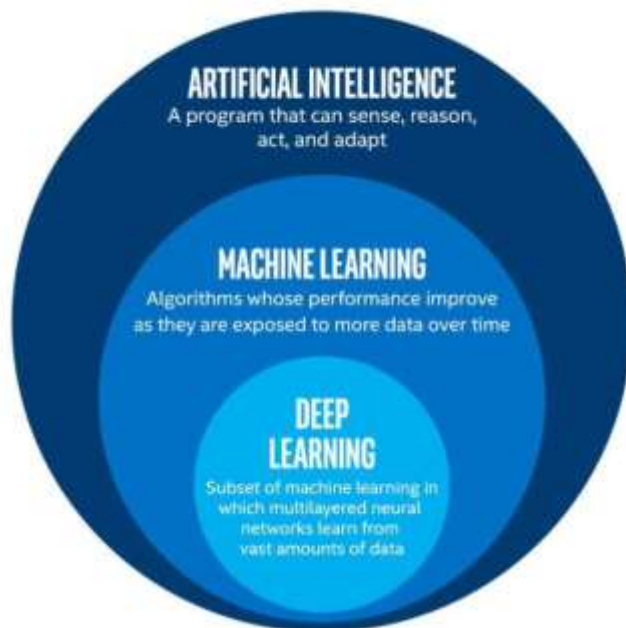 ARTIFICIAL INTELLIGENCE
A program that can sense, reason,
act, and adapt
MACHINE LEARNING
Algorithms whose performance improve
as they are exposed to more data over time
DEEP
LEARNING
Subset of machine learning in
which multilayered neural
networks learn from
vast amounts of data